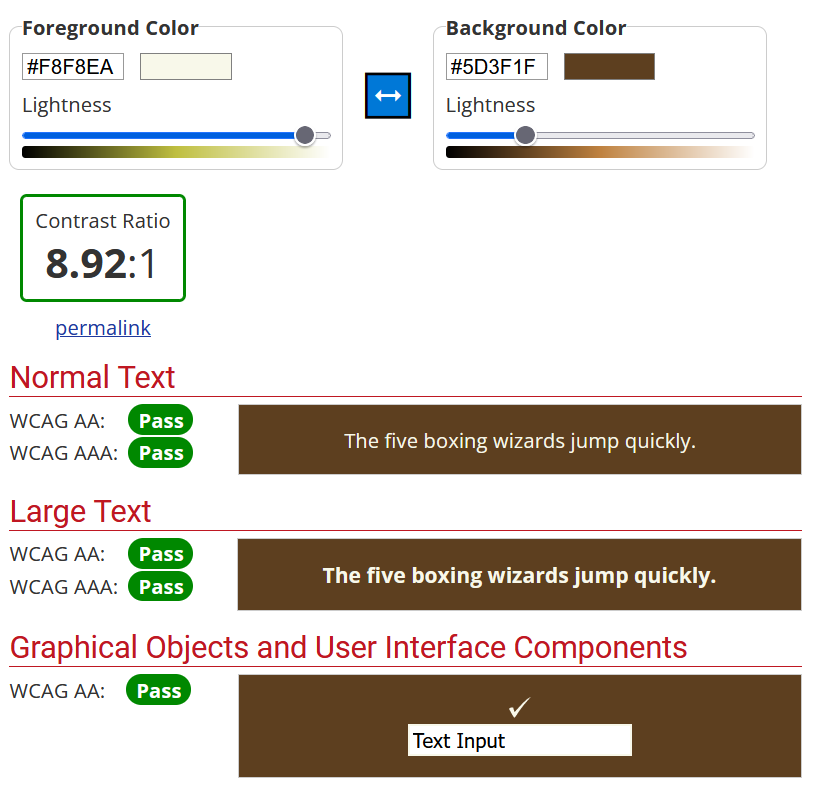 Foreground Color
#F8F8EA
Lightness
Background Color
#5D3F1F
Lightness
Contrast Ratio
8.92:1
permalink
Normal Text
WCAG AA: Pass
WCAG AAA: Pass
The five boxing wizards jump quickly.
Large Text
WCAG AA: Pass
WCAG AAA: Pass
The five boxing wizards jump quickly.
Graphical Objects and User Interface Components
WCAG AA: Pass
Text Input